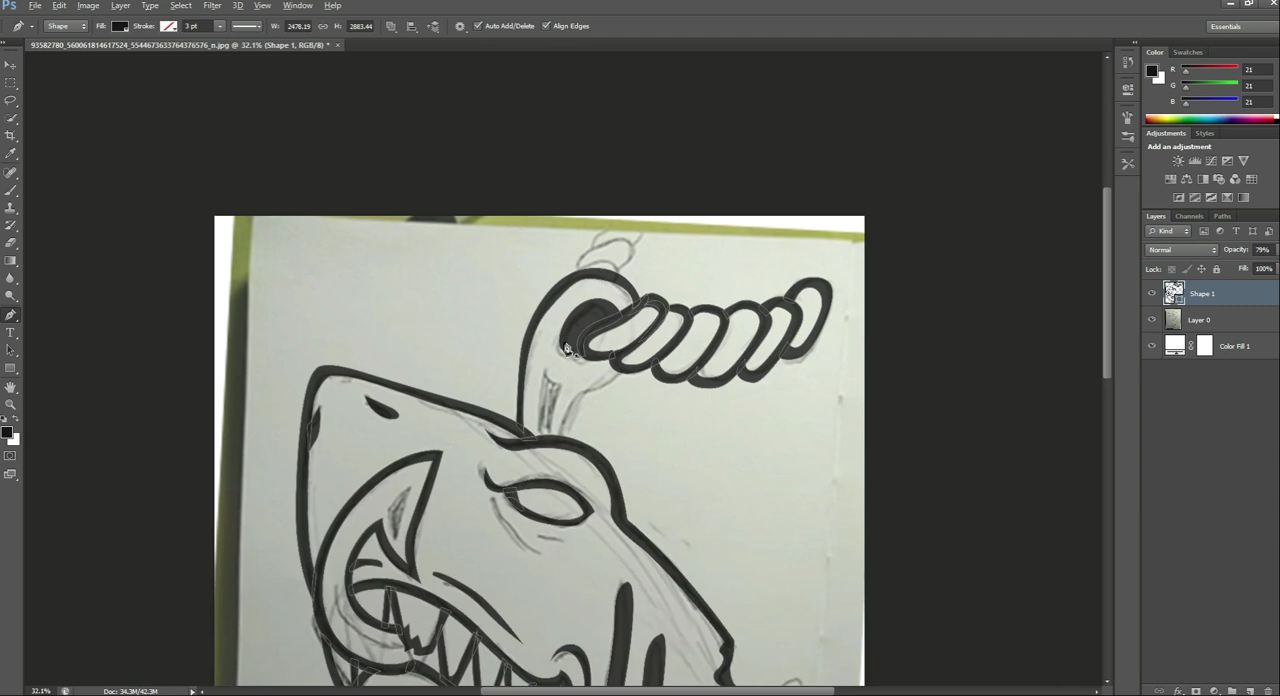 Ps File Edit Image Layer Type Select Filter 3D View Window Help
Shape Fill: Stroke: 3 pt W: 2478.19 H: 2883.44 Auto Add/Delete Align Edges Essentials
93582780_560061814617524_5544673633764376576_n.jpg @ 32.1% (Shape 1, RGB/8) * ×
Color Swatches
R 21
G 21
B 21
Adjustments Styles
Add an adjustment
Layers Channels Paths
Kind
Normal Opacity: 79%
Lock: Fill: 100%
Shape 1
Layer 0
Color Fill 1
32.1% Doc: 34.3M/42.3M